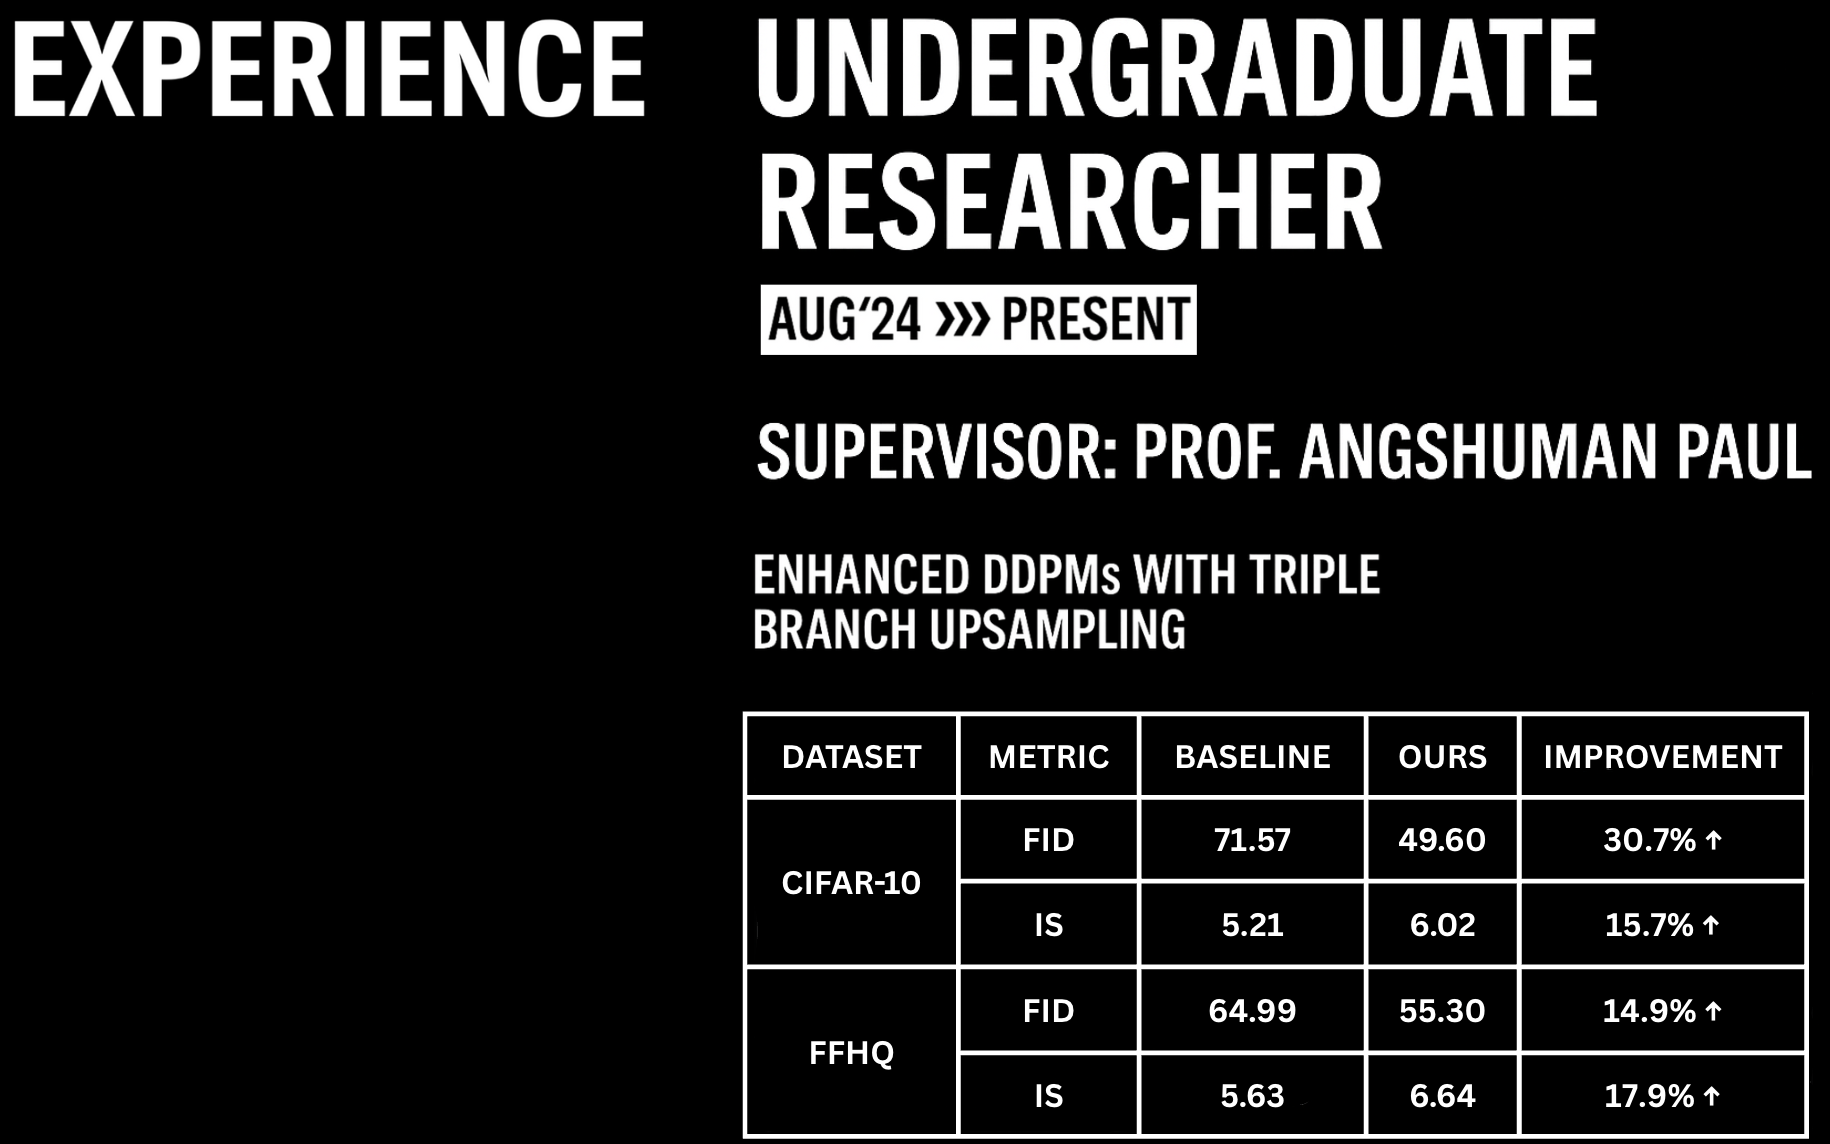 EXPERIENCE
UNDERGRADUATE
RESEARCHER
AUG‘24 ››› PRESENT
SUPERVISOR: PROF. ANGSHUMAN PAUL
ENHANCED DDPMs WITH TRIPLE
BRANCH UPSAMPLING
DATASET METRIC BASELINE OURS IMPROVEMENT
CIFAR-10
FID 71.57 49.60 30.7% ↑
IS 5.21 6.02 15.7% ↑
FFHQ
FID 64.99 55.30 14.9% ↑
IS 5.63 6.64 17.9% ↑